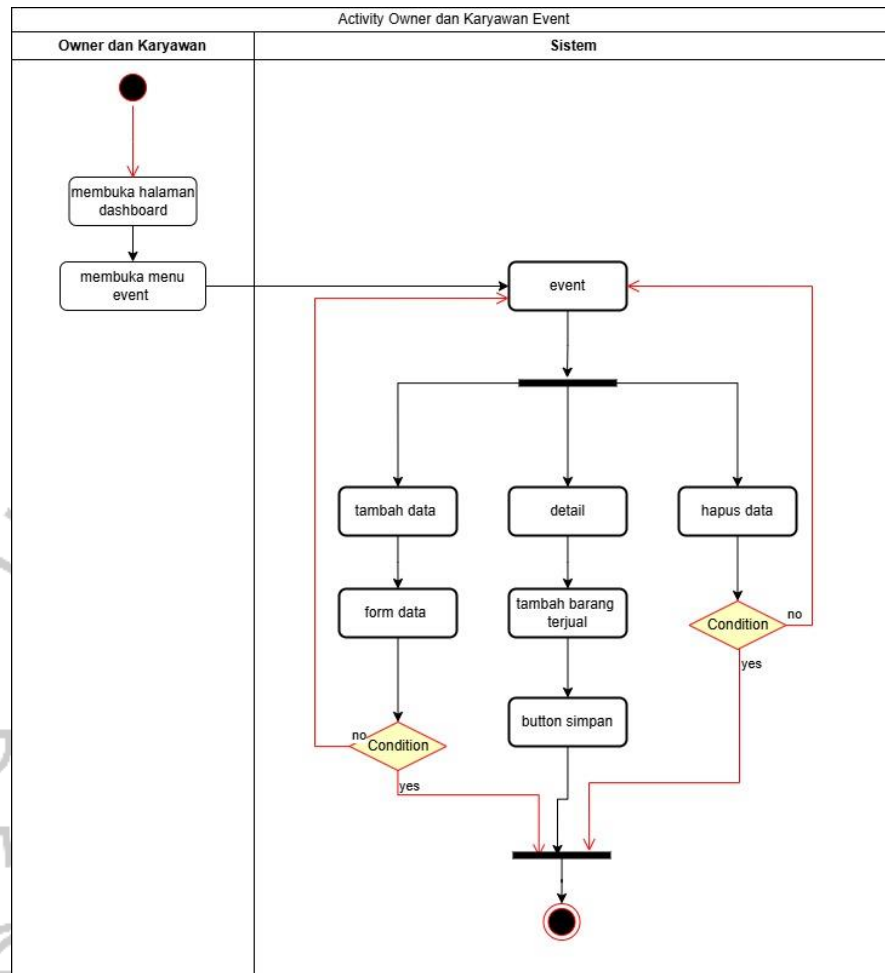 Activity Owner dan Karyawan Event
Owner dan Karyawan
Sistem
membuka halaman
dashboard
membuka menu
event
event
tambah data
detail
hapus data
form data
tambah barang
terjual
Condition
no
yes
button simpan
no
Condition
yes